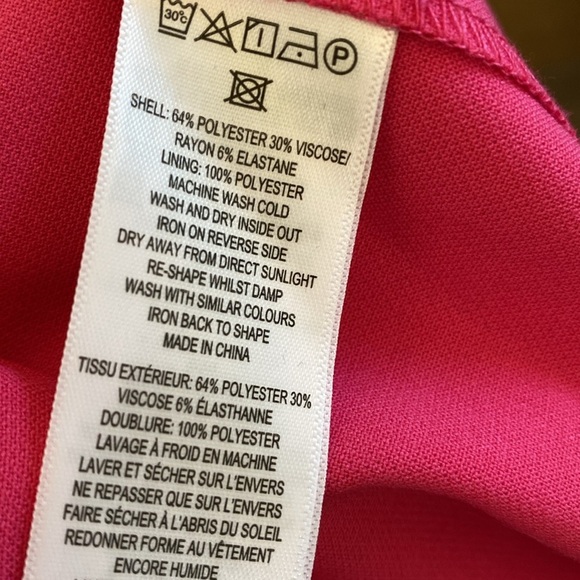 30°C P
SHELL: 64% POLYESTER 30% VISCOSE/
RAYON 6% ELASTANE
LINING: 100% POLYESTER
MACHINE WASH COLD
WASH AND DRY INSIDE OUT
IRON ON REVERSE SIDE
DRY AWAY FROM DIRECT SUNLIGHT
RE-SHAPE WHILST DAMP
WASH WITH SIMILAR COLOURS
IRON BACK TO SHAPE
MADE IN CHINA
TISSU EXTÉRIEUR: 64% POLYESTER 30%
VISCOSE 6% ÉLASTHANNE
DOUBLURE: 100% POLYESTER
LAVAGE À FROID EN MACHINE
LAVER ET SÉCHER SUR L'ENVERS
NE REPASSER QUE SUR L'ENVERS
FAIRE SÉCHER À L'ABRIS DU SOLEIL
REDONNER FORME AU VÊTEMENT
ENCORE HUMIDE